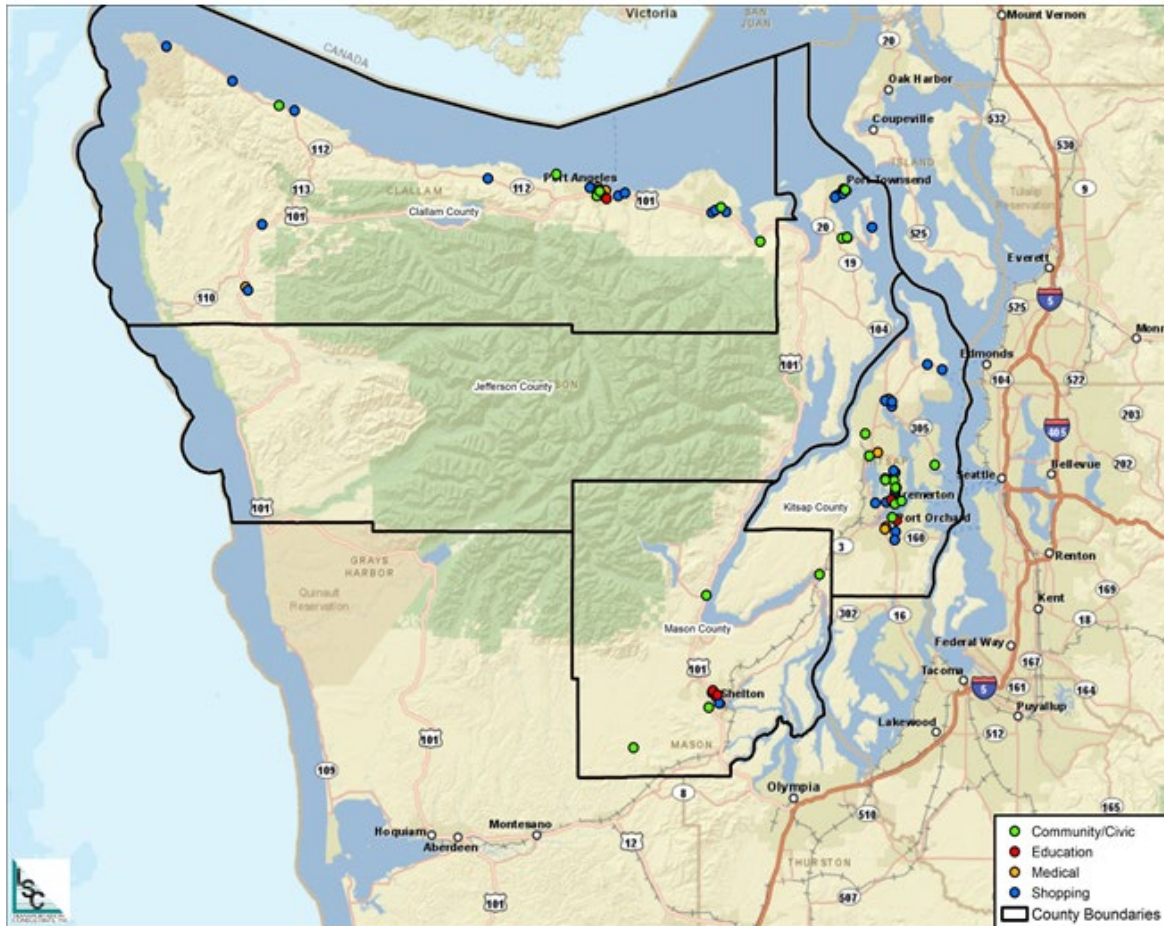 Victoria
SAN
JUAN
Mount Vernon
CANADA
20
Oak Harbor
Coupeville
532
530
ISLAND
9
Tulalip
Reservation
112
113
Port Angeles
112
101
CLALLAM
Clallam County
101
Port Townsend
20
19
525
Everett
5
525
110
104
101
Edmonds
104
522
Monr
203
Jefferson County
305
405
202
Seattle
Bellevue
Bremerton
Kitsap County
Port Orchard
160
3
101
GRAYS
HARBOR
Quinault
Reservation
Renton
169
Kent
18
302
16
Mason County
Federal Way
101
167
Tacoma
5
161
164
Shelton
Puyallup
Lakewood
512
101
MASON
109
8
Olympia
510
165
Hoquiam
Aberdeen
Montesano
12
101
THURSTON
507
Community/Civic
Education
Medical
Shopping
County Boundaries
LSC